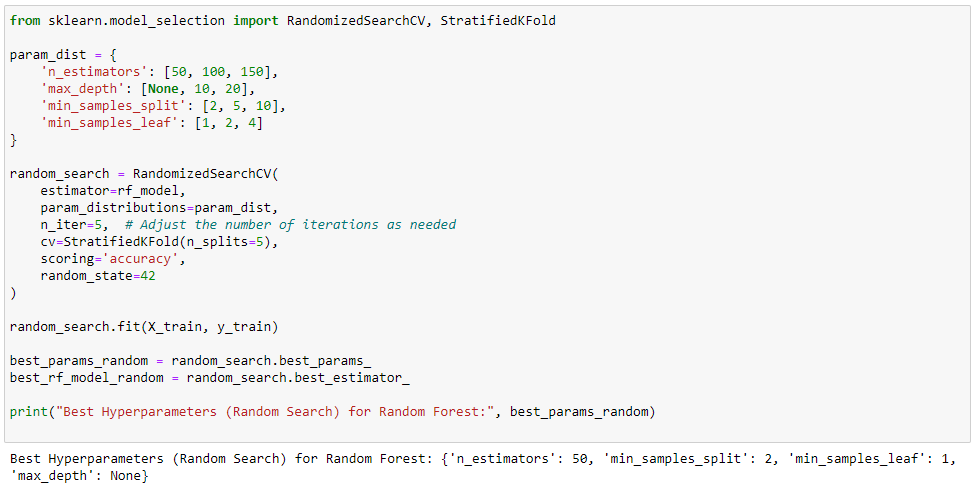 from sklearn.model_selection import RandomizedSearchCV, StratifiedKFold

param_dist = {
    'n_estimators': [50, 100, 150],
    'max_depth': [None, 10, 20],
    'min_samples_split': [2, 5, 10],
    'min_samples_leaf': [1, 2, 4]
}

random_search = RandomizedSearchCV(
    estimator=rf_model,
    param_distributions=param_dist,
    n_iter=5,  # Adjust the number of iterations as needed
    cv=StratifiedKFold(n_splits=5),
    scoring='accuracy',
    random_state=42
)

random_search.fit(X_train, y_train)

best_params_random = random_search.best_params_
best_rf_model_random = random_search.best_estimator_

print("Best Hyperparameters (Random Search) for Random Forest:", best_params_random)

Best Hyperparameters (Random Search) for Random Forest: {'n_estimators': 50, 'min_samples_split': 2, 'min_samples_leaf': 1,
'max_depth': None}